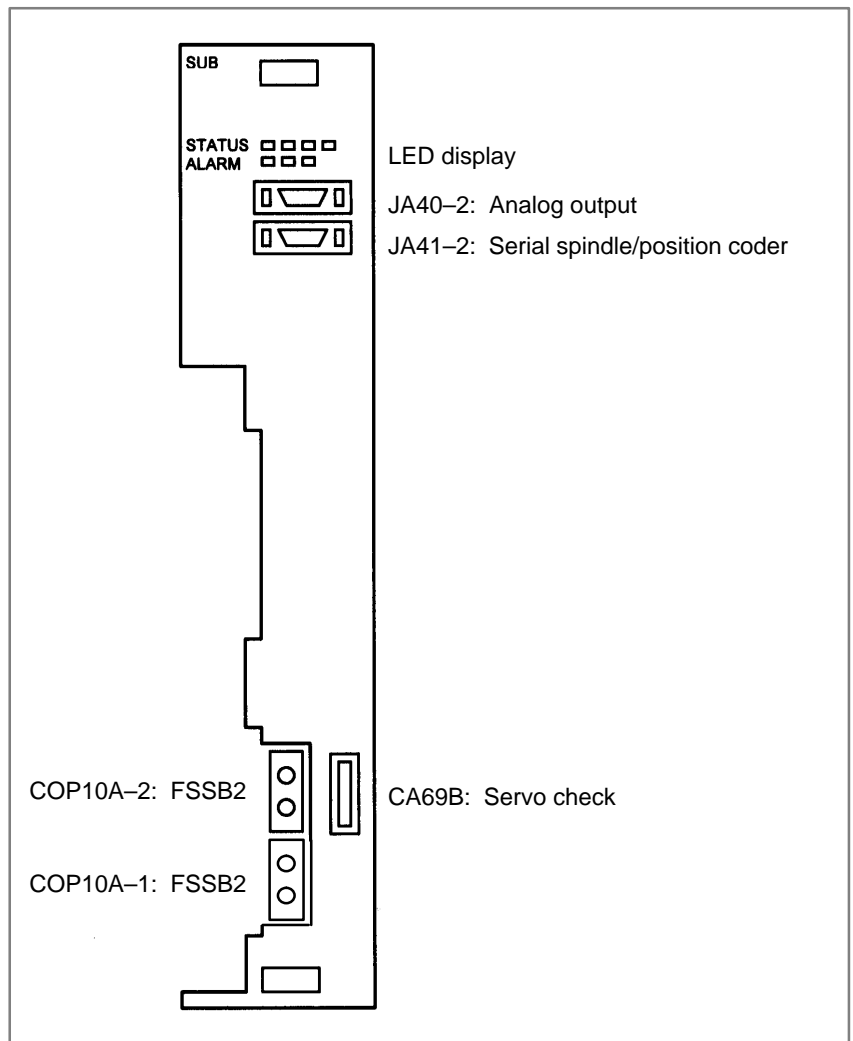 SUB
STATUS
ALARM
LED display
JA40–2: Analog output
JA41–2: Serial spindle/position coder
COP10A–2: FSSB2
CA69B: Servo check
COP10A–1: FSSB2